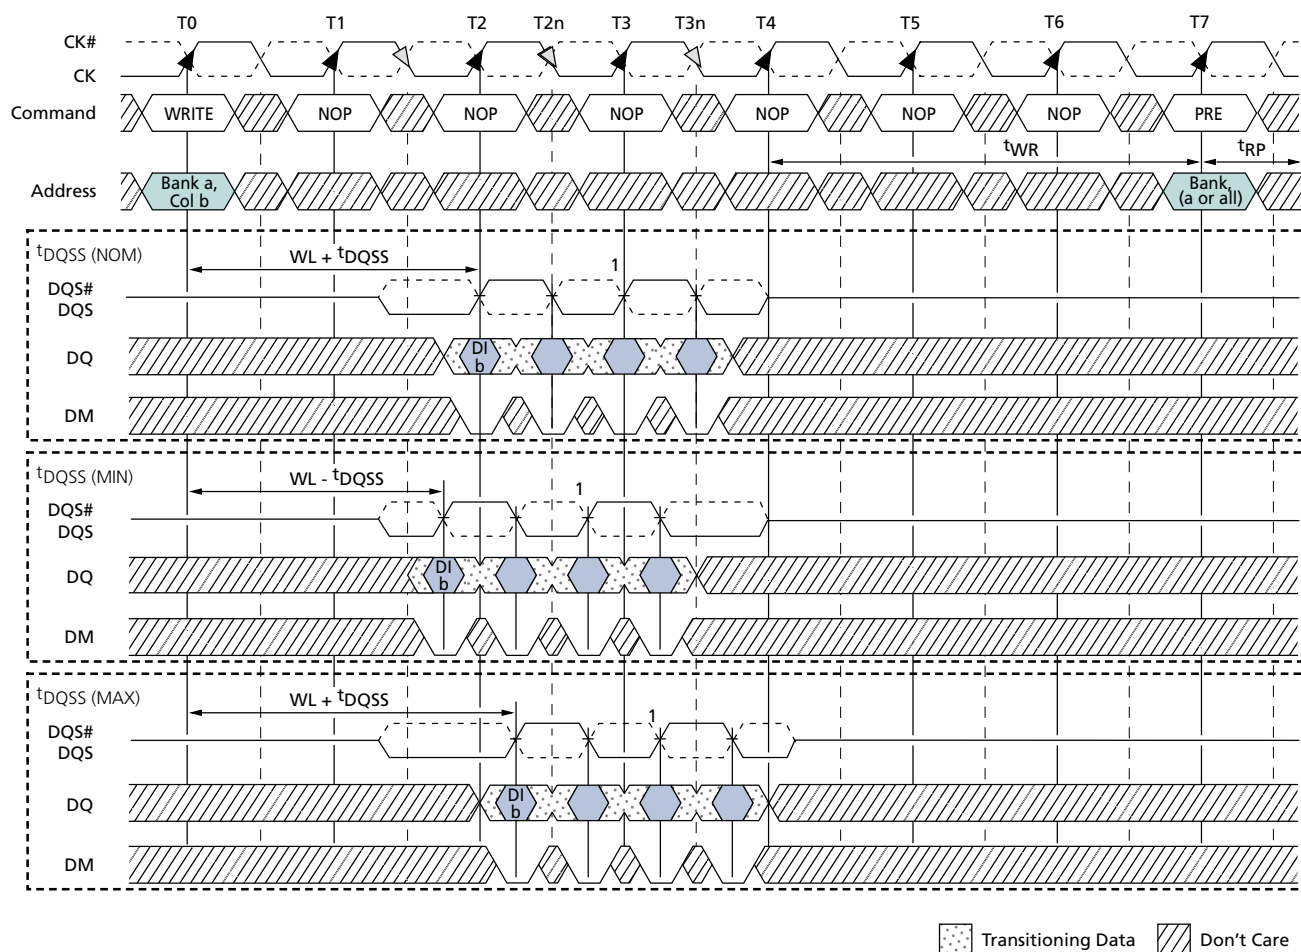 T0 T1 T2 T2n T3 T3n T4 T5 T6 T7
CK#
CK
Command WRITE NOP NOP NOP NOP NOP NOP PRE
tWR tRP
Address Bank a, Col b Bank, (a or all)
tDQSS (NOM)
WL + tDQSS
1
DQS#
DQS
DQ DI b
DM
tDQSS (MIN)
WL - tDQSS
1
DQS#
DQS
DQ DI b
DM
tDQSS (MAX)
WL + tDQSS
1
DQS#
DQS
DQ DI b
DM
Transitioning Data Don't Care